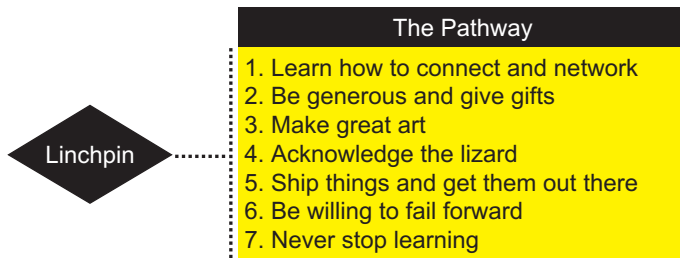 The Pathway
1. Learn how to connect and network
2. Be generous and give gifts
3. Make great art
Linchpin
4. Acknowledge the lizard
5. Ship things and get them out there
6. Be willing to fail forward
7. Never stop learning